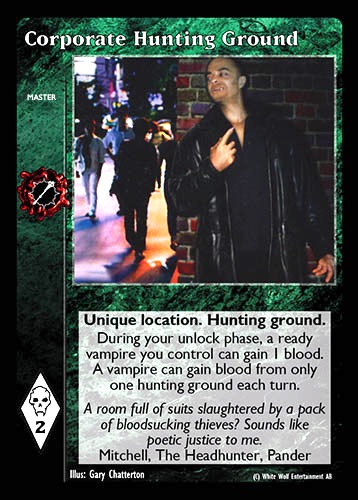 Corporate Hunting Ground
MASTER
Unique location. Hunting ground.
During your unlock phase, a ready
vampire you control can gain 1 blood.
A vampire can gain blood from only
one hunting ground each turn.
A room full of suits slaughtered by a pack
of bloodsucking thieves? Sounds like
poetic justice to me.
Mitchell, The Headhunter, Pander
2
Illus: Gary Chatterton
(C) White Wolf Entertainment AB